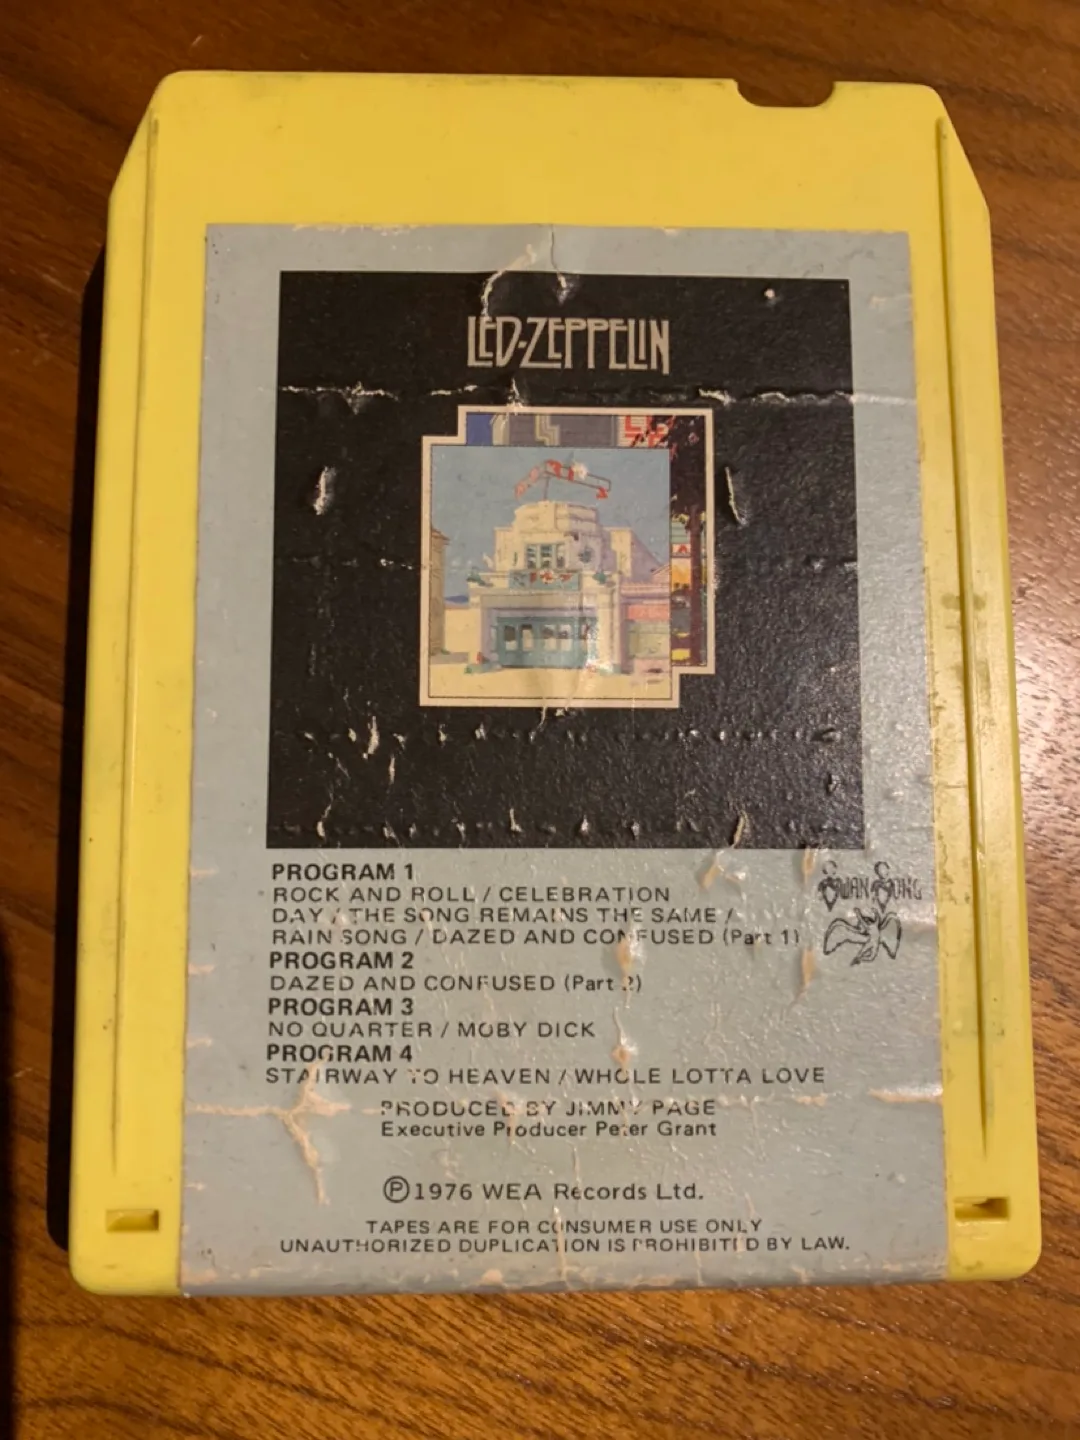 LED-ZEPPELIN
PROGRAM 1
ROCK AND ROLL / CELEBRATION
DAY / THE SONG REMAINS THE SAME /
RAIN SONG / DAZED AND CONFUSED (Part 1)
SWAN SONG
PROGRAM 2
DAZED AND CONFUSED (Part 2)
PROGRAM 3
NO QUARTER / MOBY DICK
PROGRAM 4
STAIRWAY TO HEAVEN / WHOLE LOTTA LOVE
PRODUCED BY JIMMY PAGE
Executive Producer Peter Grant
Ⓟ1976 WEA Records Ltd.
TAPES ARE FOR CONSUMER USE ONLY
UNAUTHORIZED DUPLICATION IS PROHIBITED BY LAW.